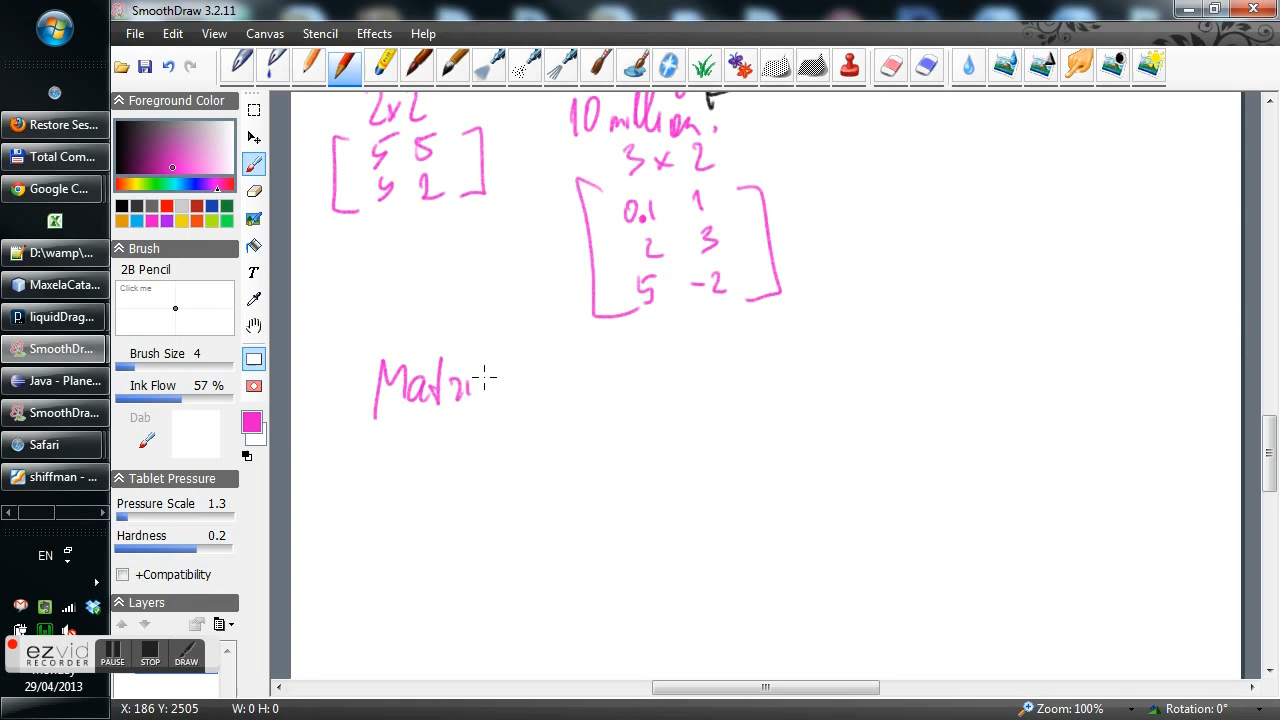 SmoothDraw 3.2.11
File Edit View Canvas Stencil Effects Help
Foreground Color
Restore Ses...
Total Com...
Google C...
D:\wamp\...
MaxelaCata...
liquidDrag...
SmoothDr...
Java - Plane...
SmoothDra...
Safari
shiffman - ...
EN
Brush
2B Pencil
Click me
Brush Size 4
Ink Flow 57 %
Dab
Tablet Pressure
Pressure Scale 1.3
Hardness 0.2
+Compatibility
Layers
ezvid
RECORDER
PAUSE STOP DRAW
29/04/2013
2x2
5 5
5 2
10 million.
3 x 2
0.1 1
2 3
5 -2
Matri
X: 186 Y: 2505 W: 0 H: 0 Zoom: 100% Rotation: 0°